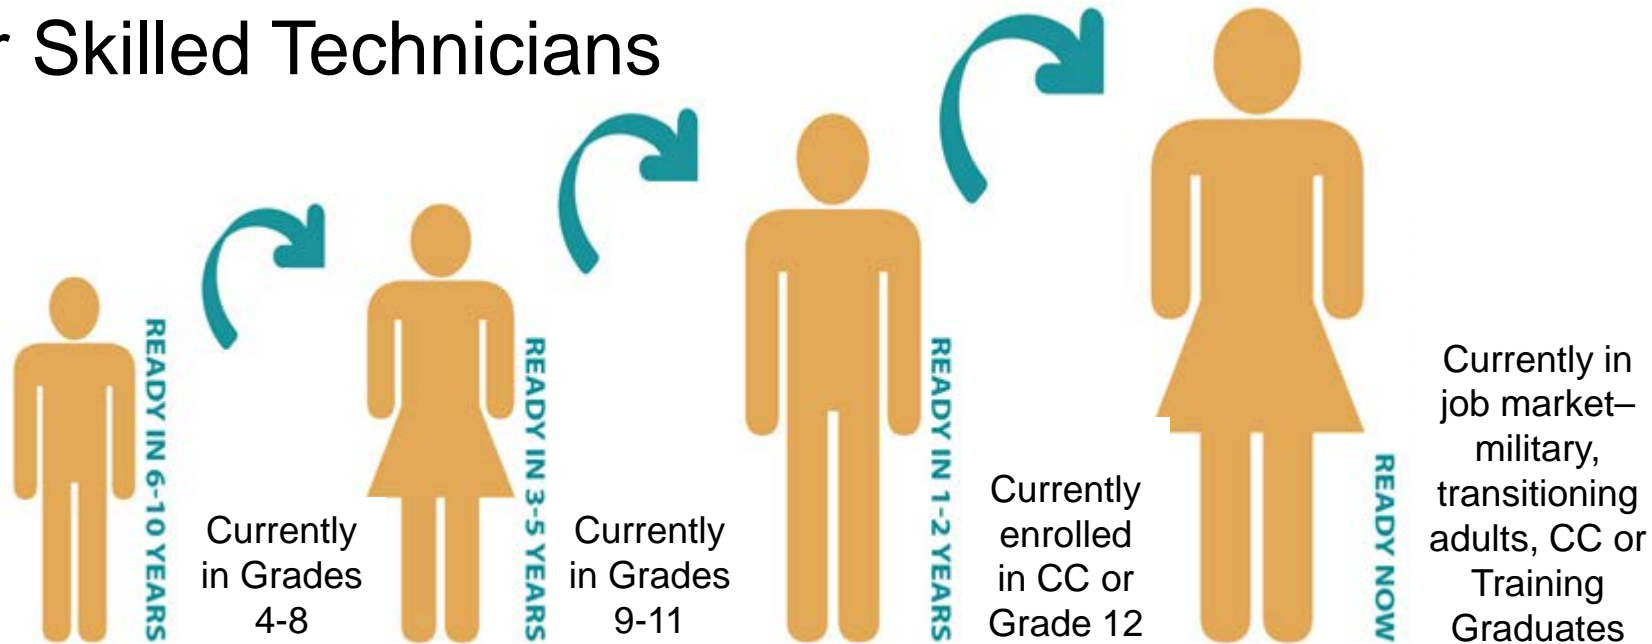 r Skilled Technicians
READY IN 6-10 YEARS
Currently
in Grades
4-8
READY IN 3-5 YEARS
Currently
in Grades
9-11
READY IN 1-2 YEARS
Currently
enrolled
in CC or
Grade 12
READY NOW
Currently in
job market–
military,
transitioning
adults, CC or
Training
Graduates